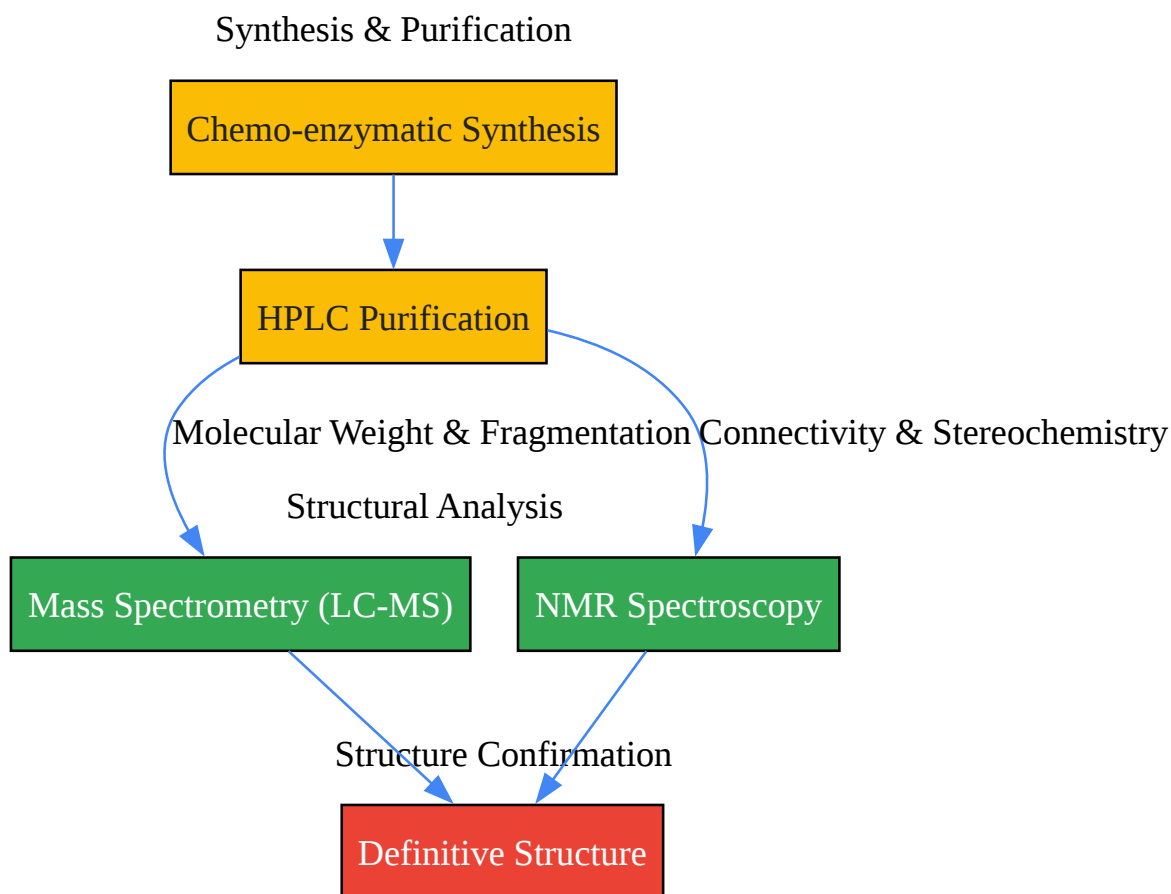 Synthesis & Purification
Chemo-enzymatic Synthesis
HPLC Purification
Molecular Weight & Fragmentation
Connectivity & Stereochemistry
Structural Analysis
Mass Spectrometry (LC-MS)
NMR Spectroscopy
Structure Confirmation
Definitive Structure